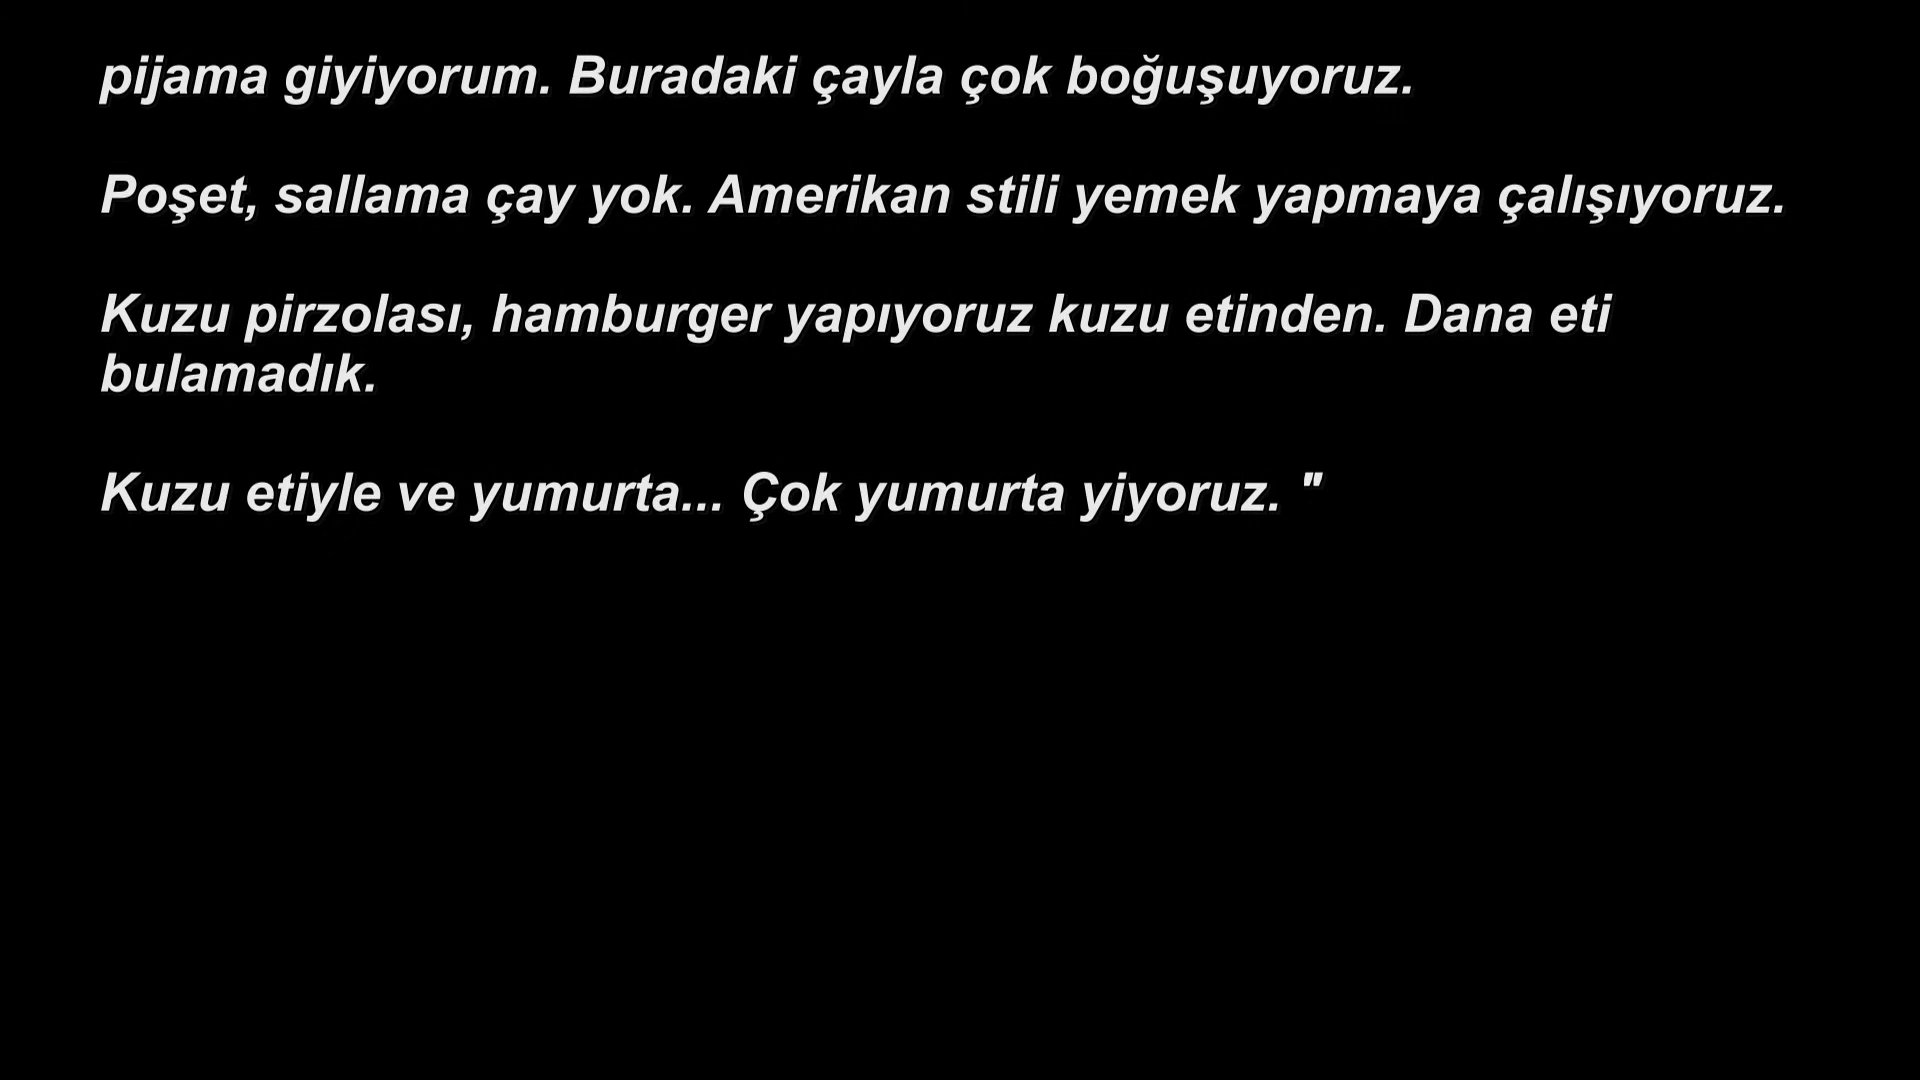 pijama giyiyorum. Buradaki çayla çok boğuşuyoruz.
Poşet, sallama çay yok. Amerikan stili yemek yapmaya çalışıyoruz.
Kuzu pirzolası, hamburger yapıyoruz kuzu etinden. Dana eti
bulamadık.
Kuzu etiyle ve yumurta... Çok yumurta yiyoruz. "